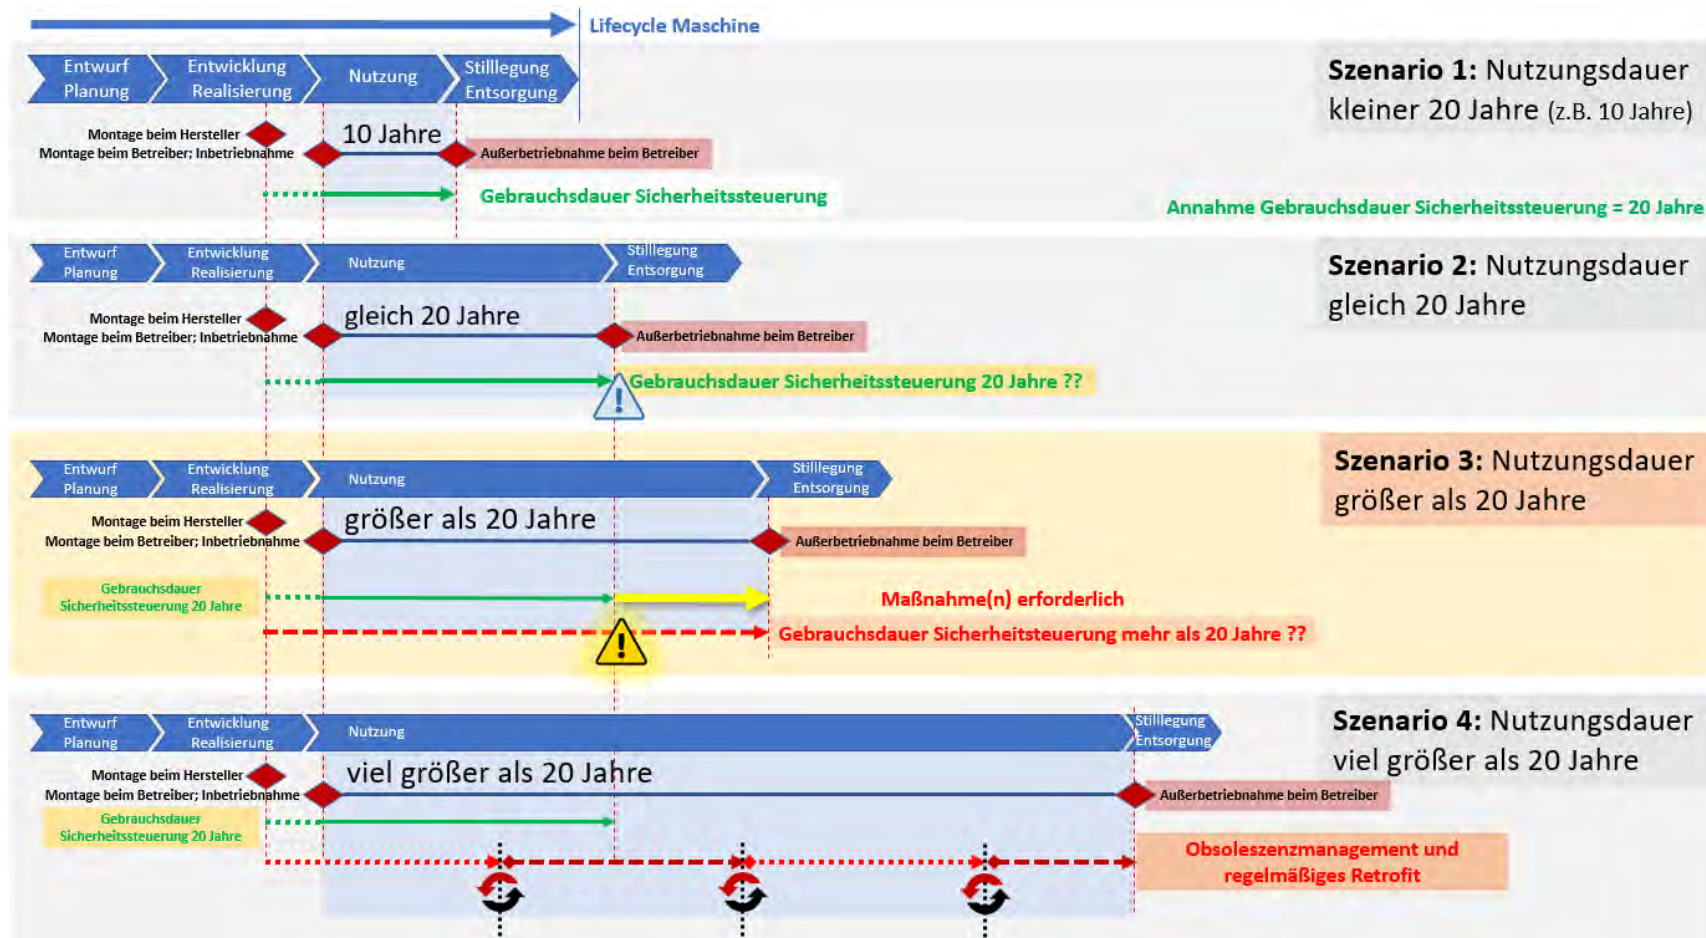 Lifecycle Maschine
Entwurf
Planung
Entwicklung
Realisierung
Nutzung
Stilllegung
Entsorgung
Szenario 1: Nutzungsdauer
kleiner 20 Jahre (z.B. 10 Jahre)
Montage beim Hersteller
10 Jahre
Montage beim Betreiber; Inbetriebnahme
Außerbetriebnahme beim Betreiber
Gebrauchsdauer Sicherheitssteuerung
Annahme Gebrauchsdauer Sicherheitssteuerung = 20 Jahre
Entwurf
Planung
Entwicklung
Realisierung
Nutzung
Stilllegung
Entsorgung
Szenario 2: Nutzungsdauer
gleich 20 Jahre
Montage beim Hersteller
gleich 20 Jahre
Montage beim Betreiber; Inbetriebnahme
Außerbetriebnahme beim Betreiber
Gebrauchsdauer Sicherheitssteuerung 20 Jahre ??
!
Entwurf
Planung
Entwicklung
Realisierung
Nutzung
Stilllegung
Entsorgung
Szenario 3: Nutzungsdauer
größer als 20 Jahre
Montage beim Hersteller
größer als 20 Jahre
Montage beim Betreiber; Inbetriebnahme
Außerbetriebnahme beim Betreiber
Gebrauchsdauer
Sicherheitssteuerung 20 Jahre
Maßnahme(n) erforderlich
Gebrauchsdauer Sicherheitsteuerung mehr als 20 Jahre ??
!
Entwurf
Planung
Entwicklung
Realisierung
Nutzung
Stilllegung
Entsorgung
Szenario 4: Nutzungsdauer
viel größer als 20 Jahre
Montage beim Hersteller
viel größer als 20 Jahre
Montage beim Betreiber; Inbetriebnahme
Außerbetriebnahme beim Betreiber
Gebrauchsdauer
Sicherheitssteuerung 20 Jahre
Obsoleszenzmanagement und
regelmäßiges Retrofit